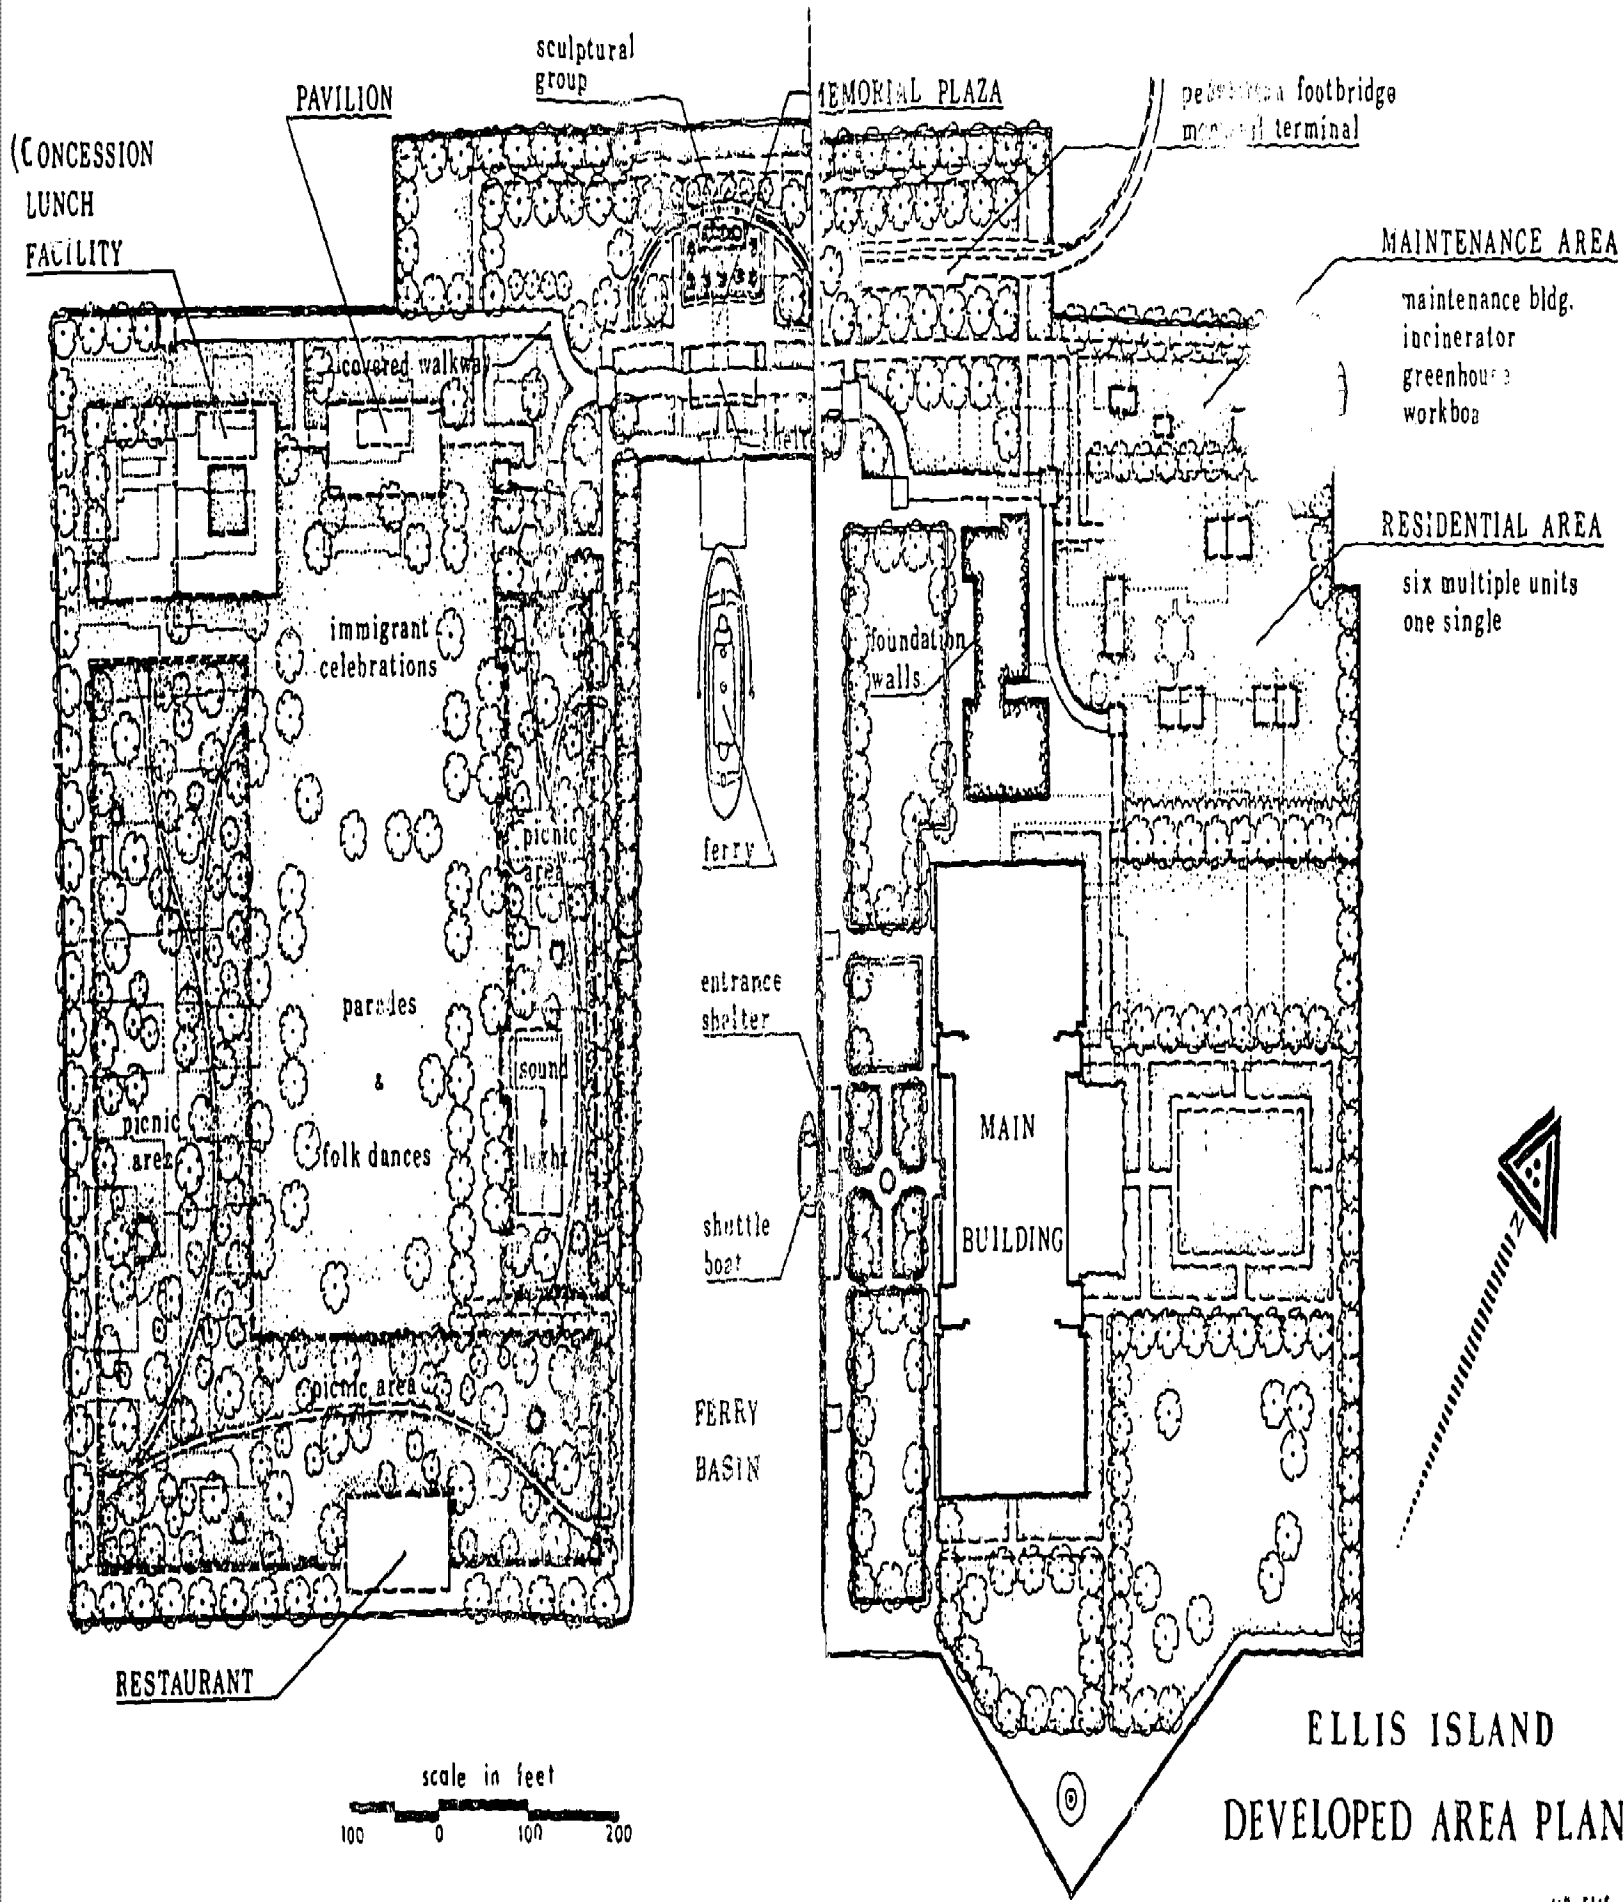 sculptural
group
PAVILION
MEMORIAL PLAZA
footbridge
terminal
(CONCESSION
LUNCH
FACILITY
MAINTENANCE AREA
maintenance bldg.
incinerator
greenhouse
covered walkway
RESIDENTIAL AREA
six multiple units
one single
immigrant
celebrations
foundation
walls
picnic
area
ferry
entrance
shelter
parades
&
folk dances
sound
light
picnic
area
MAIN
BUILDING
shuttle
boat
picnic area
FERRY
BASIN
N
RESTAURANT
scale in feet
100 0 100 200
ELLIS ISLAND
DEVELOPED AREA PLAN